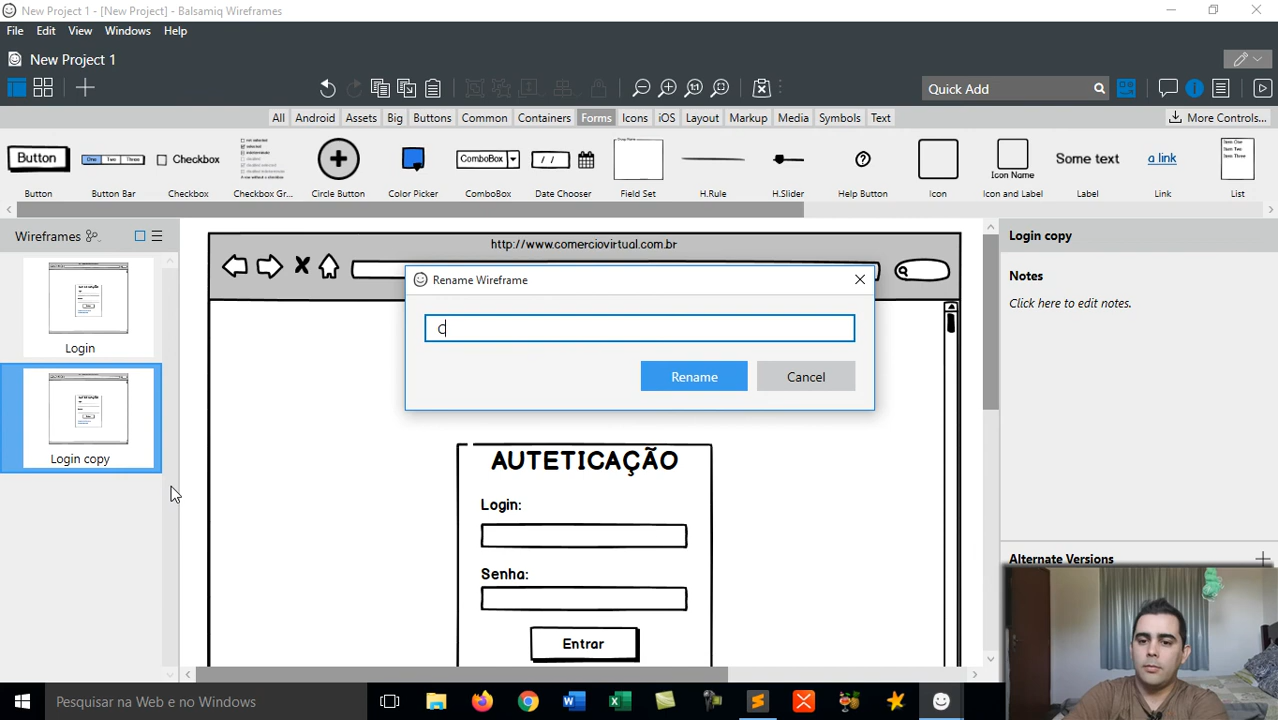 New Project 1 - [New Project] - Balsamiq Wireframes
File Edit View Windows Help
New Project 1
Quick Add
All Android Assets Big Buttons Common Containers Forms Icons iOS Layout Markup Media Symbols Text More Controls...
Button One Two Three Checkbox ComboBox / / Icon Name Some text a link
Button Button Bar Checkbox Checkbox Gr... Circle Button Color Picker ComboBox Date Chooser Field Set H.Rule H.Slider Help Button Icon Icon and Label Label Link List
Wireframes
Login
Login copy
http://www.comerciovirtual.com.br
Rename Wireframe
C
Rename Cancel
AUTETICAÇÃO
Login:
Senha:
Entrar
Login copy
Notes
Click here to edit notes.
Alternate Versions
Pesquisar na Web e no Windows